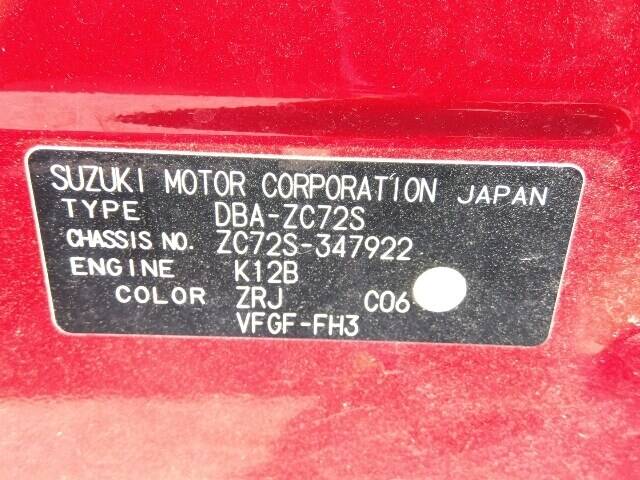 SUZUKI MOTOR CORPORATION JAPAN
TYPE DBA-ZC72S
CHASSIS NO. ZC72S-347922
ENGINE K12B
COLOR ZRJ C06
VFGF-FH3